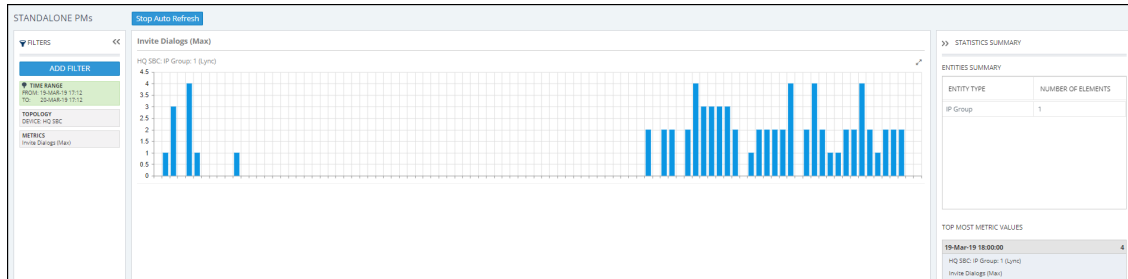 STANDALONE PMs
Stop Auto Refresh
FILTERS
ADD FILTER
TIME RANGE
FROM: 19-MAR-19 17:12
TO: 20-MAR-19 17:12
TOPOLOGY
DEVICE: HQ SBC
METRICS
Invite Dialogs (Max)
Invite Dialogs (Max)
HQ SBC: IP Group: 1 (Lync)
4.5
4
3.5
3
2.5
2
1.5
1
0.5
0
STATISTICS SUMMARY
ENTITIES SUMMARY
ENTITY TYPE NUMBER OF ELEMENTS
IP Group 1
TOP MOST METRIC VALUES
19-Mar-19 18:00:00 4
HQ SBC: IP Group: 1 (Lync)
Invite Dialogs (Max)